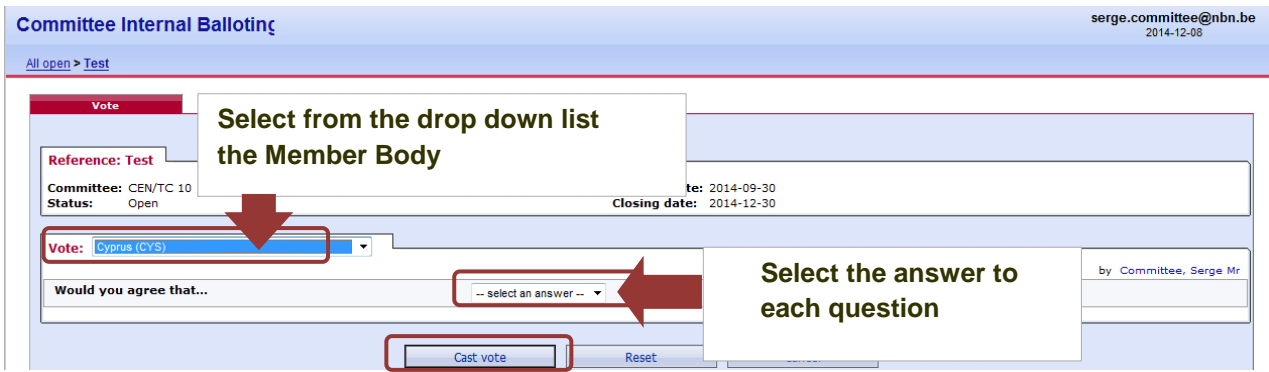 Committee Internal Balloting
serge.committee@nbn.be
2014-12-08
All open > Test
Vote
Select from the drop down list
the Member Body
Reference: Test
Committee: CEN/TC 10
2014-09-30
Status: Open
Closing date: 2014-12-30
Vote: Cyprus (CYS)
by Committee, Serge Mr
Would you agree that...
-- select an answer --
Select the answer to
each question
Cast vote
Reset